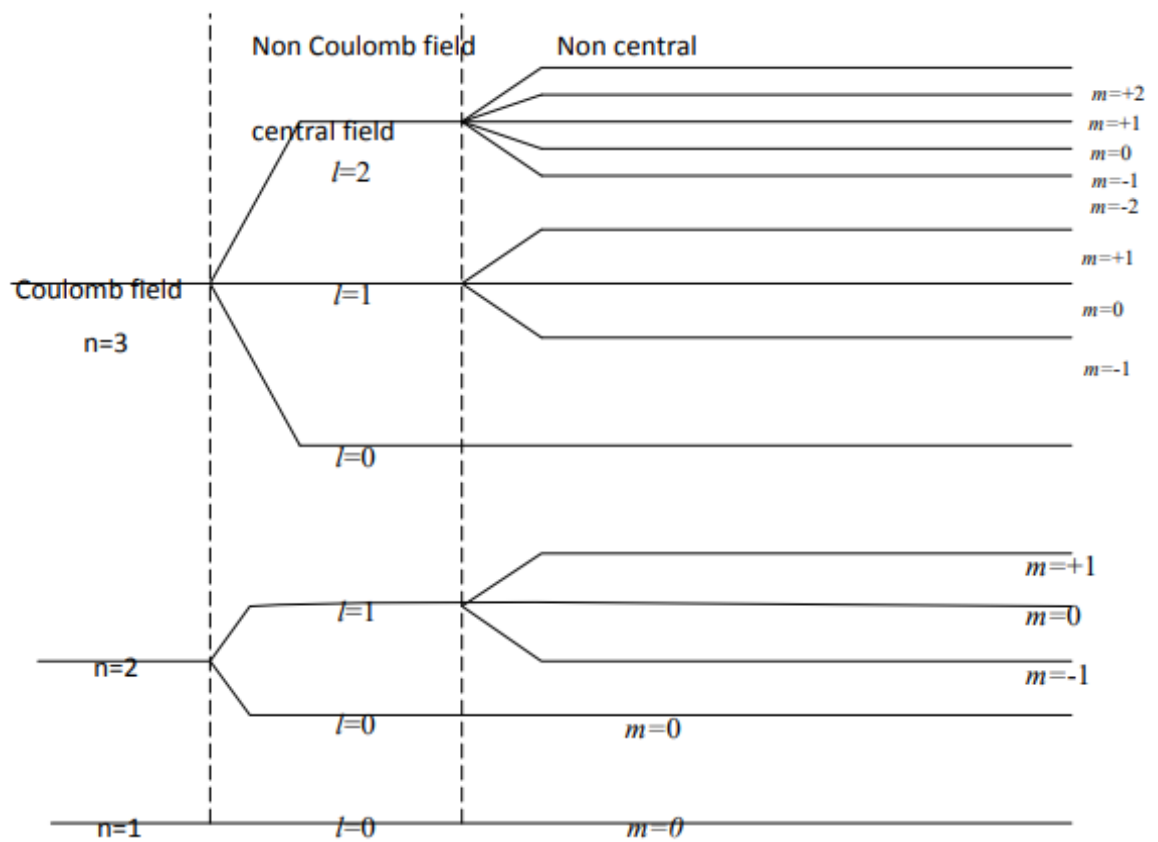 Non Coulomb field
Non central
m=+2
central field
m=+1
m=0
l=2
m=-1
m=-2
m=+1
Coulomb field
l=1
m=0
n=3
m=-1
l=0
m=+1
l=1
m=0
n=2
m=-1
l=0
m=0
n=1
l=0
m=0